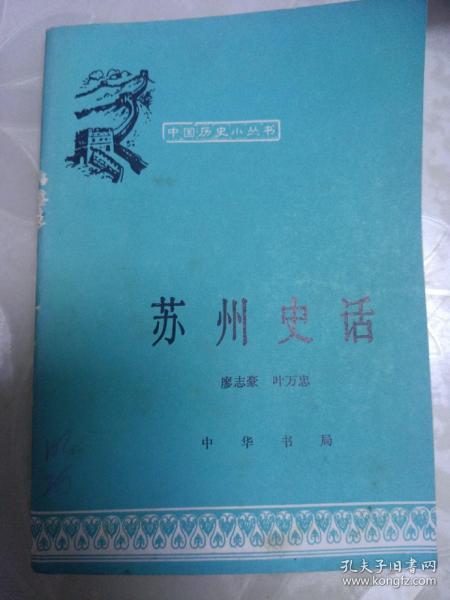 中国历史小丛书
苏州史话
廖志豪 叶万忠
中华书局
孔夫子旧书网
www.kongfz.com